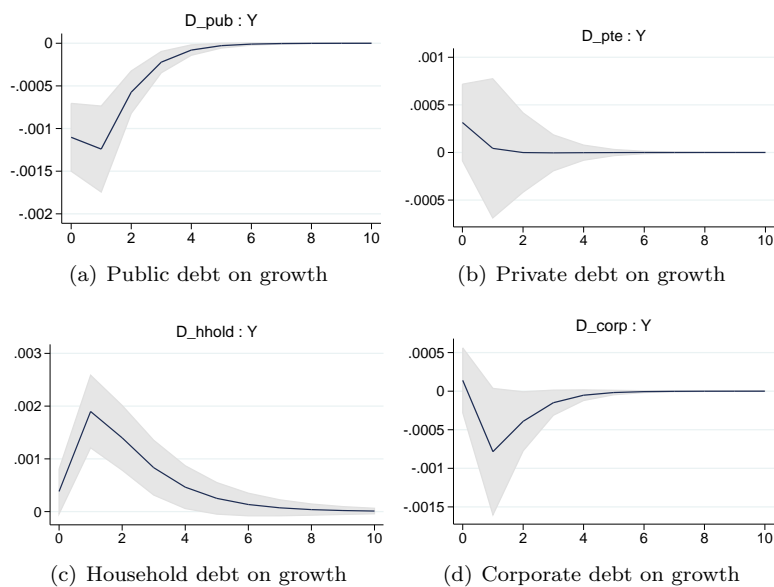 D_pub : Y
0
-.0005
-.001
-.0015
-.002
0 2 4 6 8 10
(a) Public debt on growth
D_pte : Y
.001
.0005
0
-.0005
0 2 4 6 8 10
(b) Private debt on growth
D_hhold : Y
.003
.002
.001
0
0 2 4 6 8 10
(c) Household debt on growth
D_corp : Y
.0005
0
-.0005
-.001
-.0015
0 2 4 6 8 10
(d) Corporate debt on growth